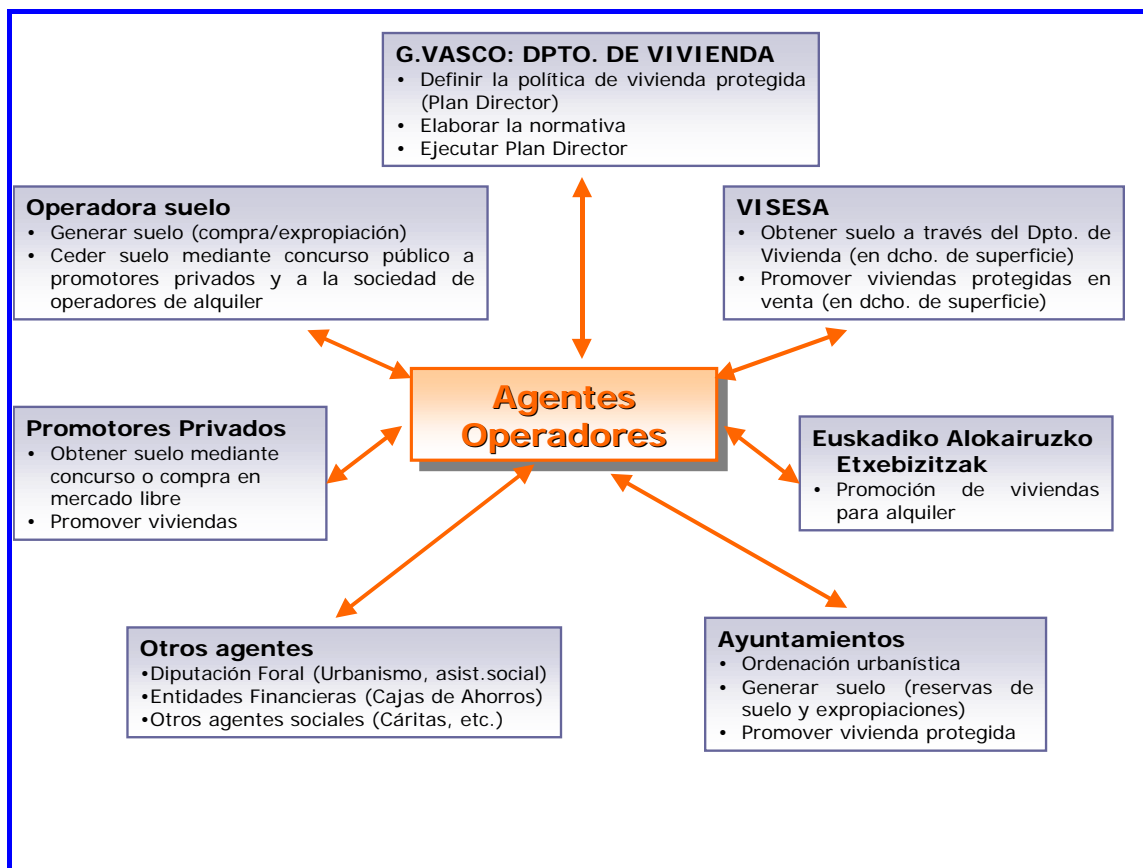 G.VASCO: DPTO. DE VIVIENDA
• Definir la política de vivienda protegida
(Plan Director)
• Elaborar la normativa
• Ejecutar Plan Director
Operadora suelo
• Generar suelo (compra/expropiación)
• Ceder suelo mediante concurso público a
promotores privados y a la sociedad de
operadores de alquiler
VISESA
• Obtener suelo a través del Dpto. de
Vivienda (en dcho. de superficie)
• Promover viviendas protegidas en
venta (en dcho. de superficie)
Agentes
Operadores
Promotores Privados
• Obtener suelo mediante
concurso o compra en
mercado libre
• Promover viviendas
Euskadiko Alokairuzko
Etxebizitzak
• Promoción de viviendas
para alquiler
Otros agentes
•Diputación Foral (Urbanismo, asist.social)
•Entidades Financieras (Cajas de Ahorros)
•Otros agentes sociales (Cáritas, etc.)
Ayuntamientos
• Ordenación urbanística
• Generar suelo (reservas de
suelo y expropiaciones)
• Promover vivienda protegida